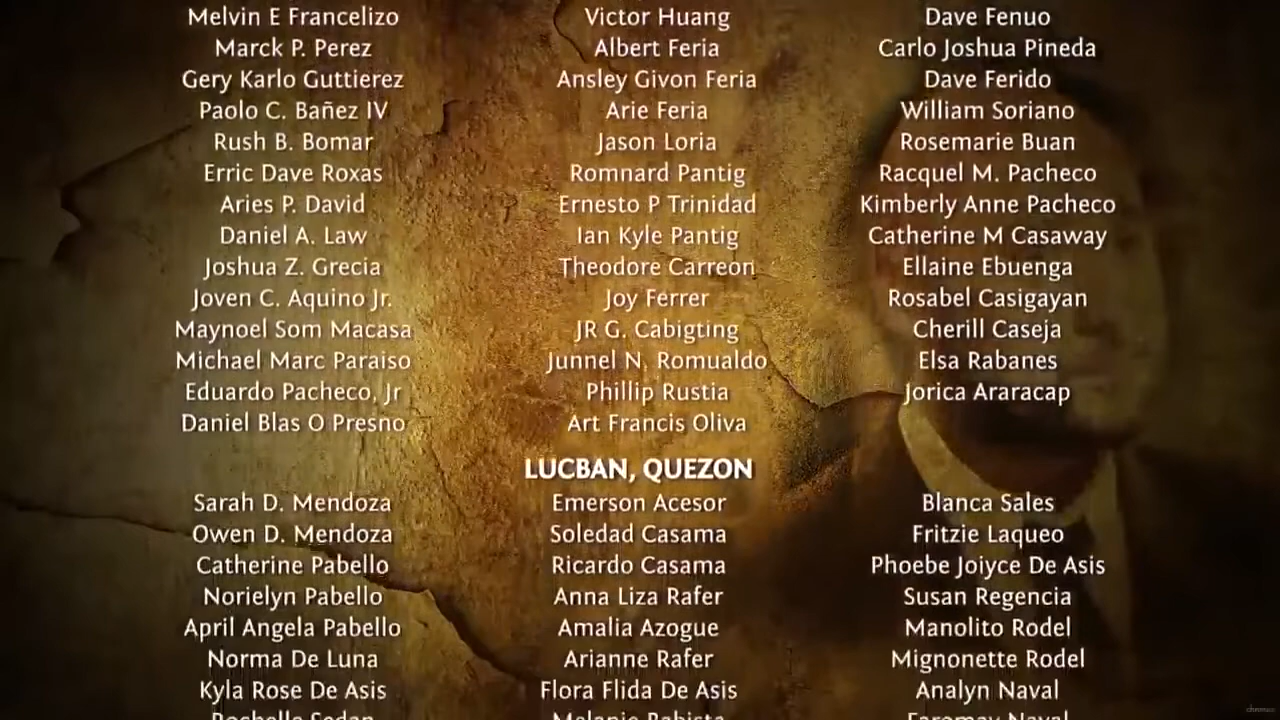 Melvin E Francelizo Victor Huang Dave Fenuo
Marck P. Perez Albert Feria Carlo Joshua Pineda
Gery Karlo Guttierez Ansley Givon Feria Dave Ferido
Paolo C. Bañez IV Arie Feria William Soriano
Rush B. Bomar Jason Loria Rosemarie Buan
Erric Dave Roxas Romnard Pantig Racquel M. Pacheco
Aries P. David Ernesto P Trinidad Kimberly Anne Pacheco
Daniel A. Law Ian Kyle Pantig Catherine M Casaway
Joshua Z. Grecia Theodore Carreon Ellaine Ebuenga
Joven C. Aquino Jr. Joy Ferrer Rosabel Casigayan
Maynoel Som Macasa JR G. Cabigting Cherill Caseja
Michael Marc Paraiso Junnel N. Romualdo Elsa Rabanes
Eduardo Pacheco, Jr Phillip Rustia Jorica Araracap
Daniel Blas O Presno Art Francis Oliva
LUCBAN, QUEZON
Sarah D. Mendoza Emerson Acesor Blanca Sales
Owen D. Mendoza Soledad Casama Fritzie Laqueo
Catherine Pabello Ricardo Casama Phoebe Joiyce De Asis
Norielyn Pabello Anna Liza Rafer Susan Regencia
April Angela Pabello Amalia Azogue Manolito Rodel
Norma De Luna Arianne Rafer Mignonette Rodel
Kyla Rose De Asis Flora Flida De Asis Analyn Naval